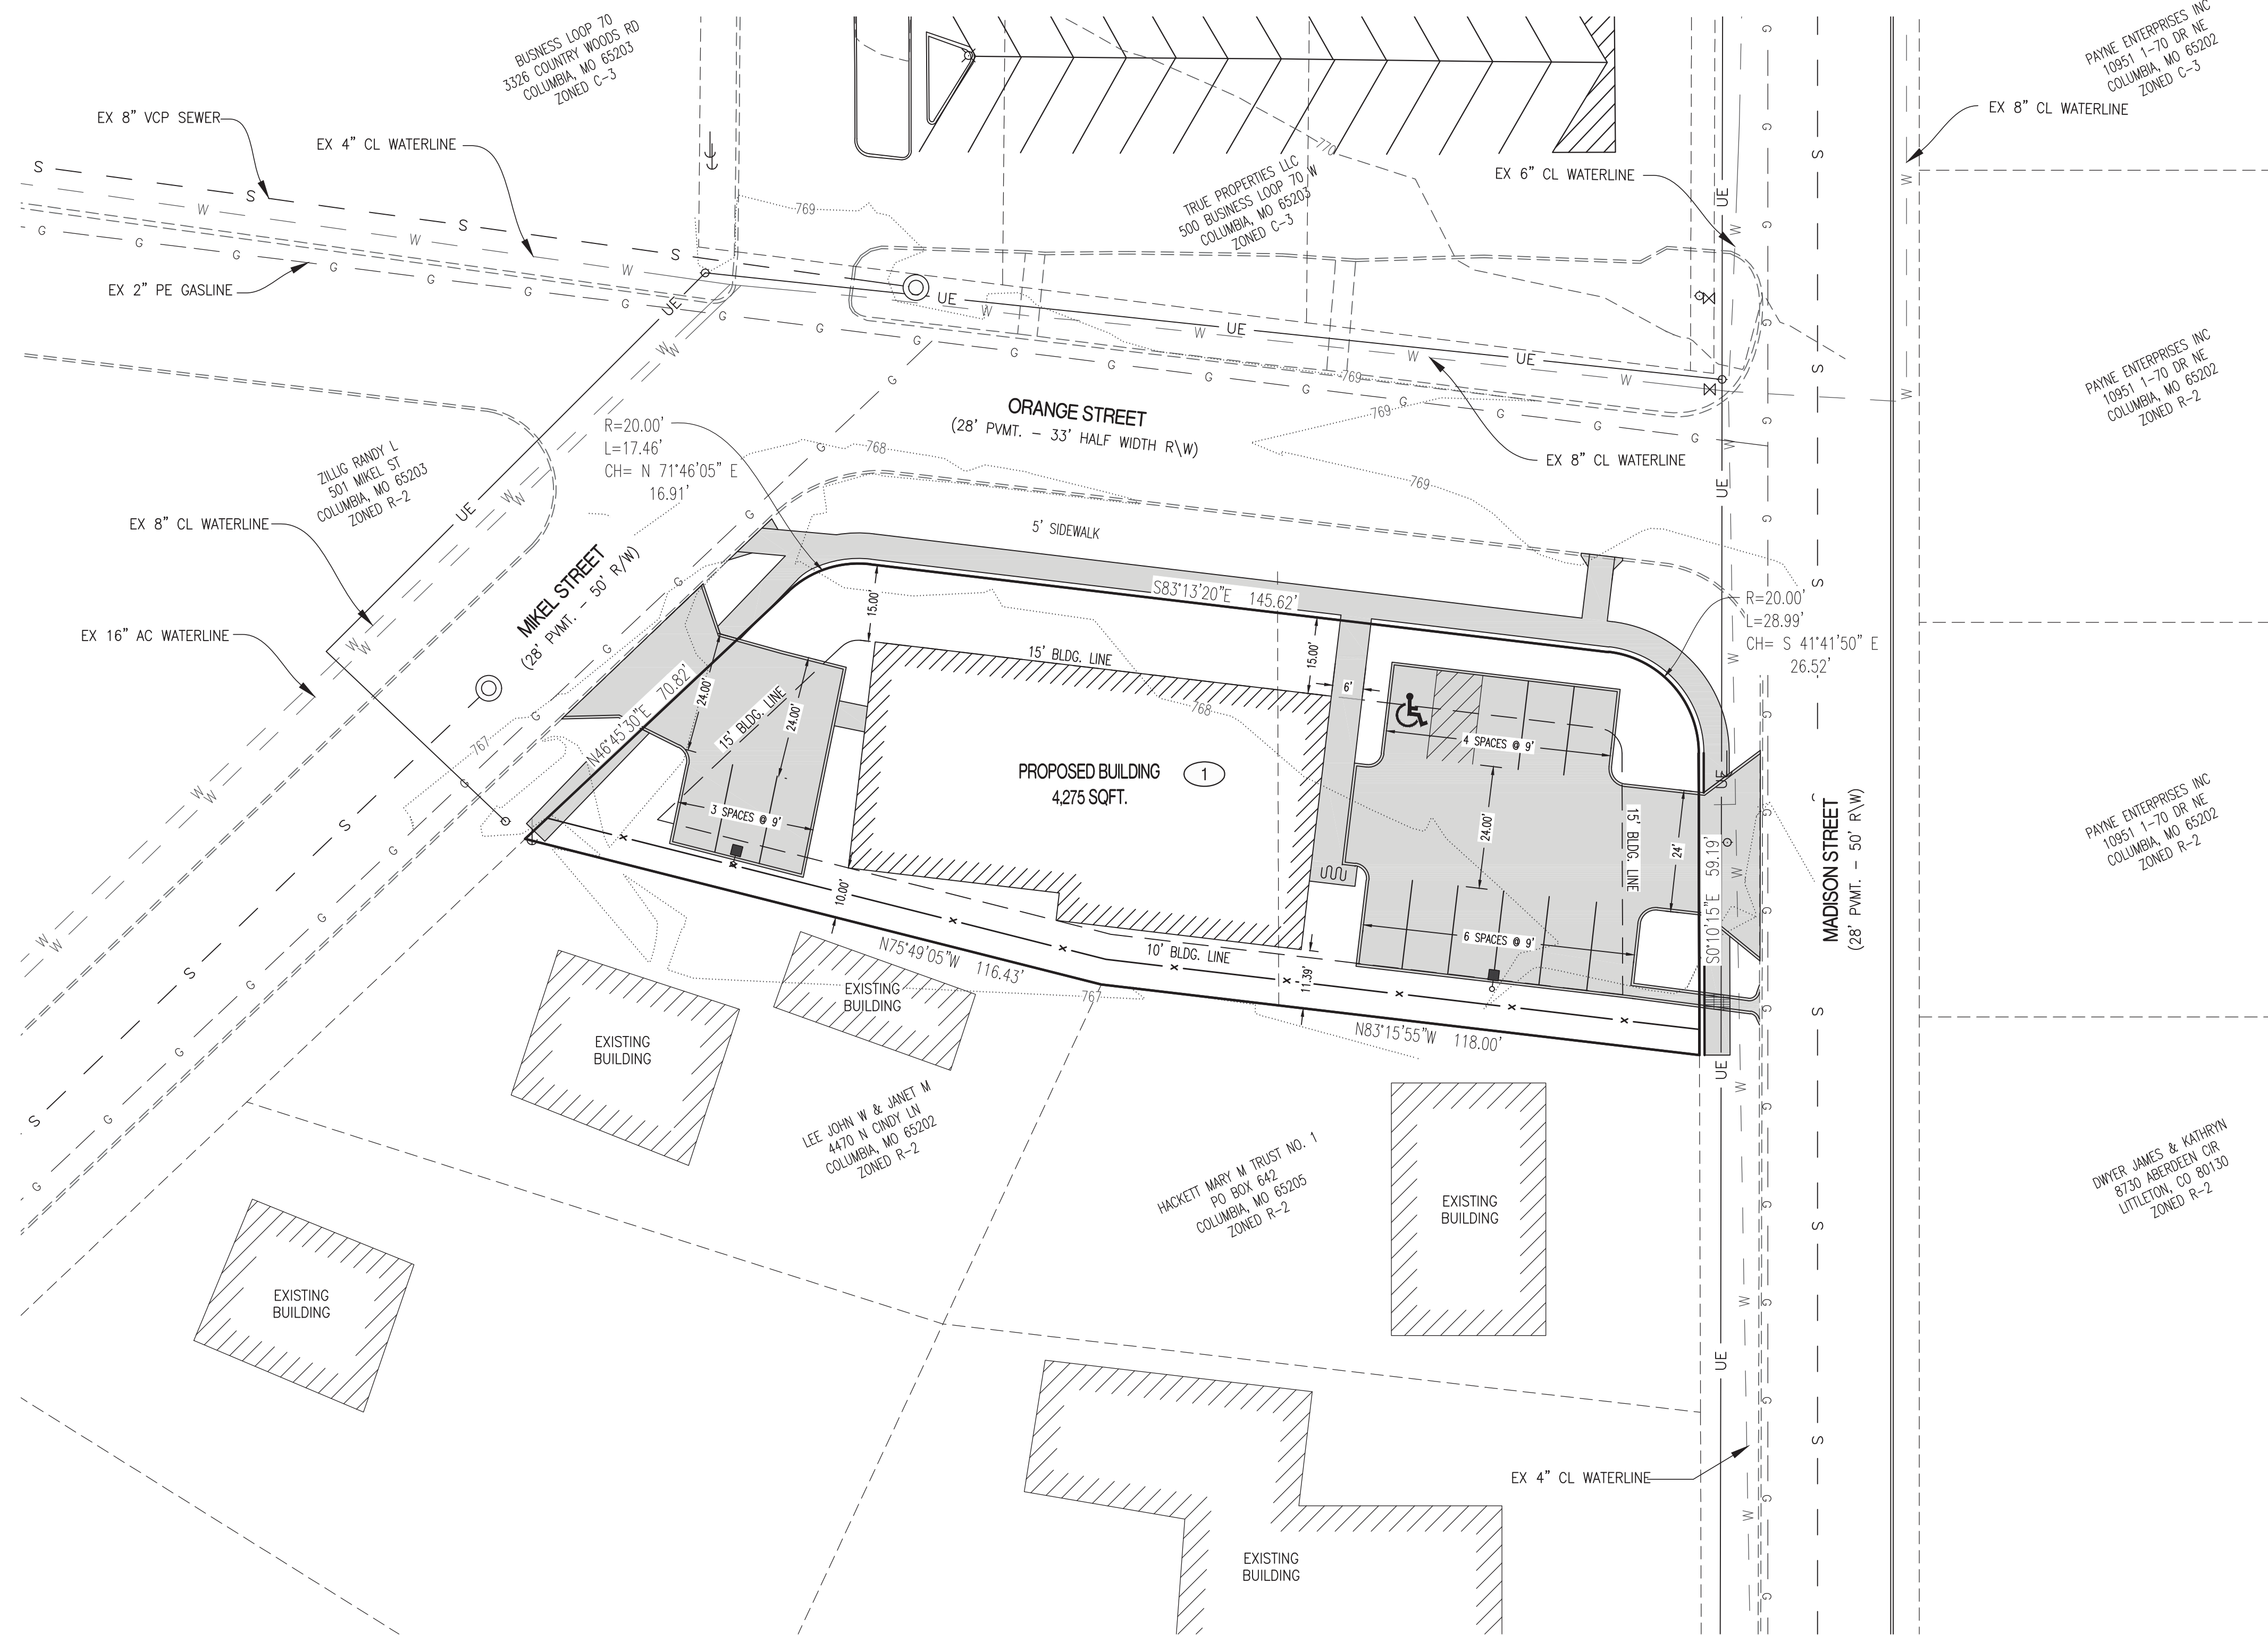 BUSINESS LOOP 70
3326 COUNTRY WOODS RD
COLUMBIA, MO 65203
ZONED C-3
PAYNE ENTERPRISES INC
10951 1-70 DR NE
COLUMBIA, MO 65202
ZONED C-3
EX 8" VCP SEWER
EX 4" CL WATERLINE
EX 8" CL WATERLINE
770
TRUE PROPERTIES LLC
500 BUSINESS LOOP 70 W
COLUMBIA, MO 65203
ZONED C-3
EX 6" CL WATERLINE
769
EX 2" PE GASLINE
PAYNE ENTERPRISES INC
10951 1-70 DR NE
COLUMBIA, MO 65202
ZONED R-2
769
ORANGE STREET
(28' PVMT. - 33' HALF WIDTH R\W)
769
R=20.00'
L=17.46'
CH= N 71°46'05" E
16.91'
768
EX 8" CL WATERLINE
769
ZILLIG RANDY L
501 MIKEL ST
COLUMBIA, MO 65203
ZONED R-2
EX 8" CL WATERLINE
5' SIDEWALK
MIKEL STREET
(28' PVMT. - 50' R/W)
S83°13'20"E 145.62'
R=20.00'
L=28.99'
CH= S 41°41'50" E
26.52'
EX 16" AC WATERLINE
15.00'
15' BLDG. LINE
15.00'
6'
N46°45'30"E 70.82'
24.00'
15' BLDG. LINE
24.00'
768
767
4 SPACES @ 9'
PROPOSED BUILDING
4,275 SQFT.
1
3 SPACES @ 9'
24.00'
15' BLDG. LINE
24'
S0°10'15"E 59.19'
MADISON STREET
(28' PVMT. - 50' R\W)
PAYNE ENTERPRISES INC
10951 1-70 DR NE
COLUMBIA, MO 65202
ZONED R-2
10.00'
6 SPACES @ 9'
N75°49'05"W 116.43'
10' BLDG. LINE
11.39'
767
EXISTING
BUILDING
EXISTING
BUILDING
N83°15'55"W 118.00'
LEE JOHN W & JANET M
4470 N CINDY LN
COLUMBIA, MO 65202
ZONED R-2
HACKETT MARY M TRUST NO. 1
PO BOX 642
COLUMBIA, MO 65205
ZONED R-2
EXISTING
BUILDING
DWYER JAMES & KATHRYN
8730 ABERDEEN CIR
LITTLETON, CO 80130
ZONED R-2
EXISTING
BUILDING
EX 4" CL WATERLINE
EXISTING
BUILDING